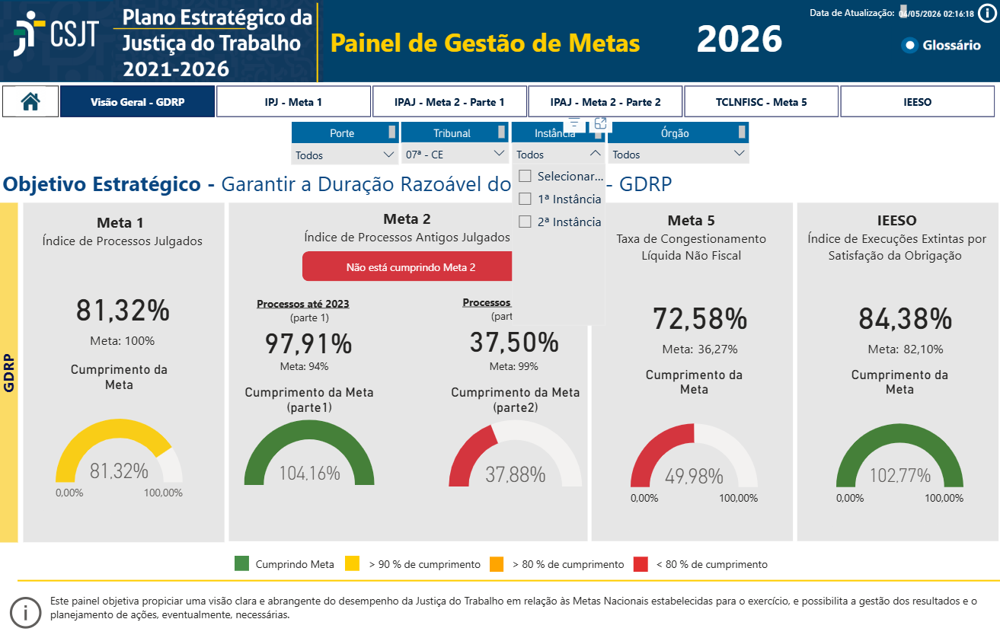 CSJT
Plano Estratégico da
Justiça do Trabalho
2021-2026
Painel de Gestão de Metas
2026
Data de Atualização: 04/05/2026 02:16:18
Glossário
Visão Geral - GDRP
IPJ - Meta 1
IPAJ - Meta 2 - Parte 1
IPAJ - Meta 2 - Parte 2
TCLNFISC - Meta 5
IEESO
Porte
Tribunal
Instância
Órgão
Todos
07ª - CE
Todos
Todos
Selecionar...
1ª Instância
2ª Instância
Objetivo Estratégico - Garantir a Duração Razoável do - GDRP
GDRP
Meta 1
Índice de Processos Julgados
81,32%
Meta: 100%
Cumprimento da
Meta
81,32%
0,00%
100,00%
Meta 2
Índice de Processos Antigos Julgados
Não está cumprindo Meta 2
Processos até 2023
(parte 1)
97,91%
Meta: 94%
Cumprimento da Meta
(parte1)
104,16%
Processos
(part
37,50%
Meta: 99%
Cumprimento da Meta
(parte2)
37,88%
Meta 5
Taxa de Congestionamento
Líquida Não Fiscal
72,58%
Meta: 36,27%
Cumprimento da
Meta
49,98%
0,00%
100,00%
IEESO
Índice de Execuções Extintas por
Satisfação da Obrigação
84,38%
Meta: 82,10%
Cumprimento da
Meta
102,77%
0,00%
100,00%
Cumprindo Meta
> 90 % de cumprimento
> 80 % de cumprimento
< 80 % de cumprimento
Este painel objetiva propiciar uma visão clara e abrangente do desempenho da Justiça do Trabalho em relação às Metas Nacionais estabelecidas para o exercício, e possibilita a gestão dos resultados e o
planejamento de ações, eventualmente, necessárias.